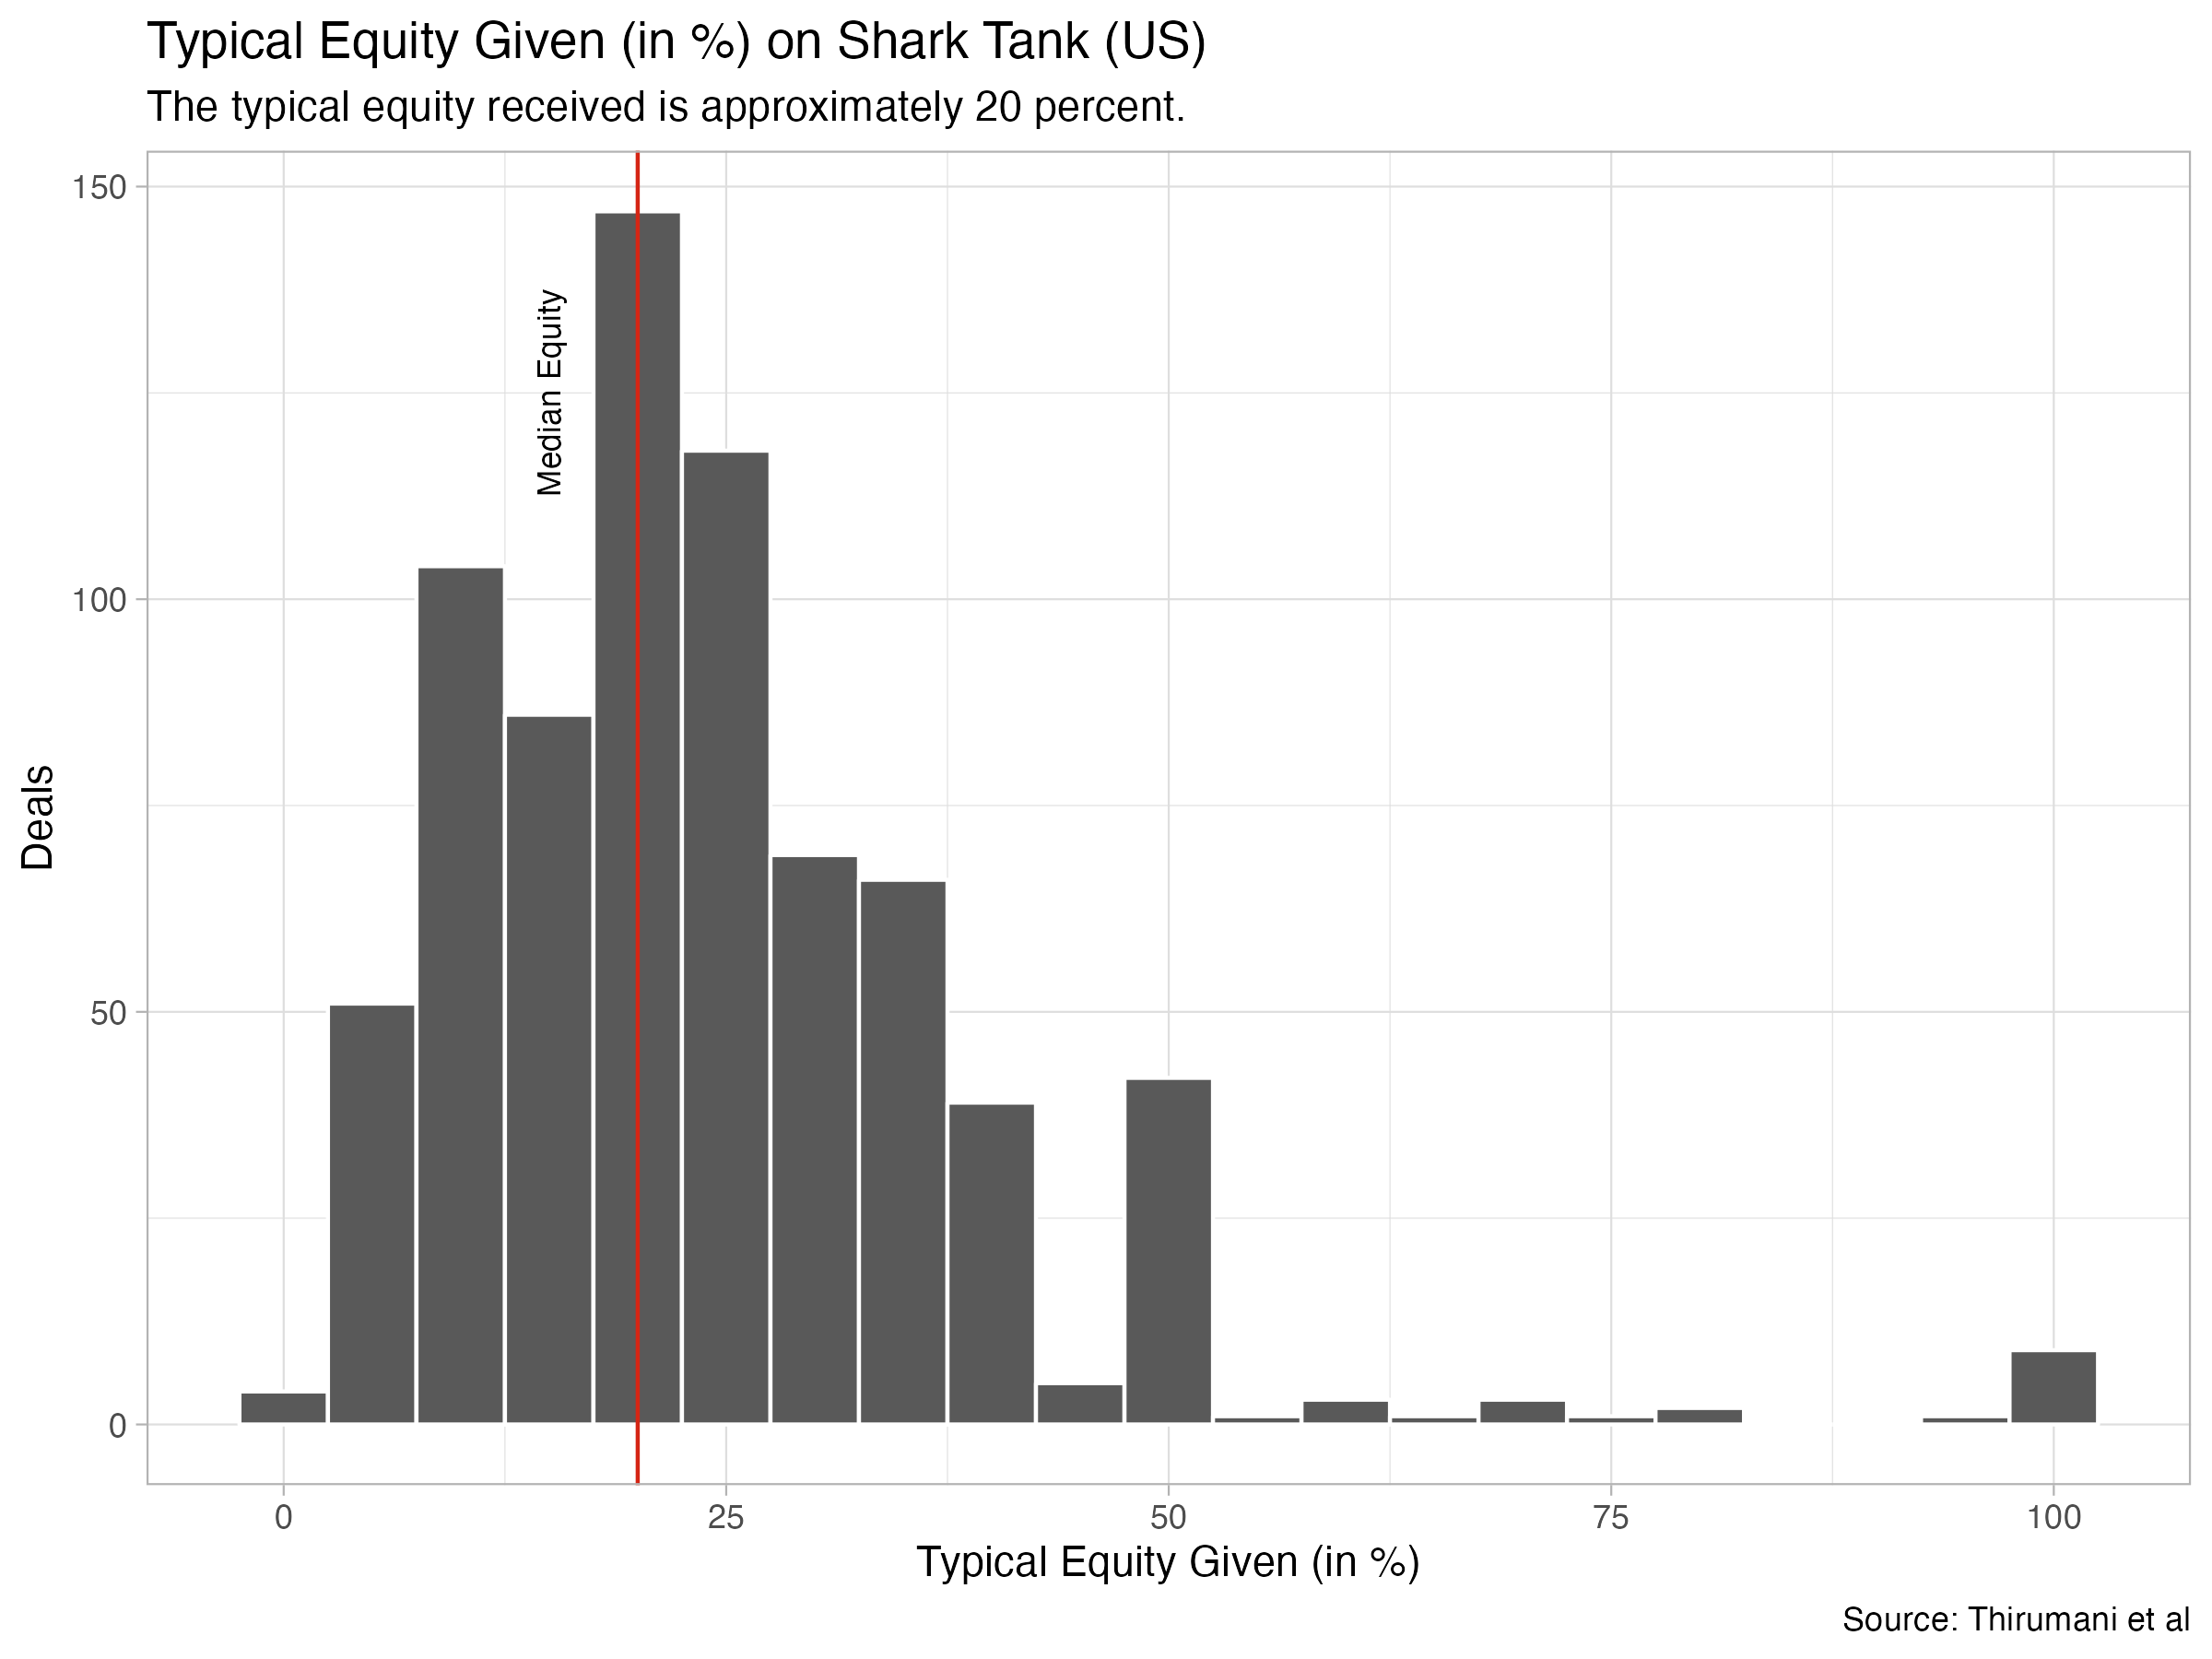 Typical Equity Given (in %) on Shark Tank (US)
The typical equity received is approximately 20 percent.
150
100
50
0
Deals
Median Equity
0
25
50
75
100
Typical Equity Given (in %)
Source: Thirumani et al